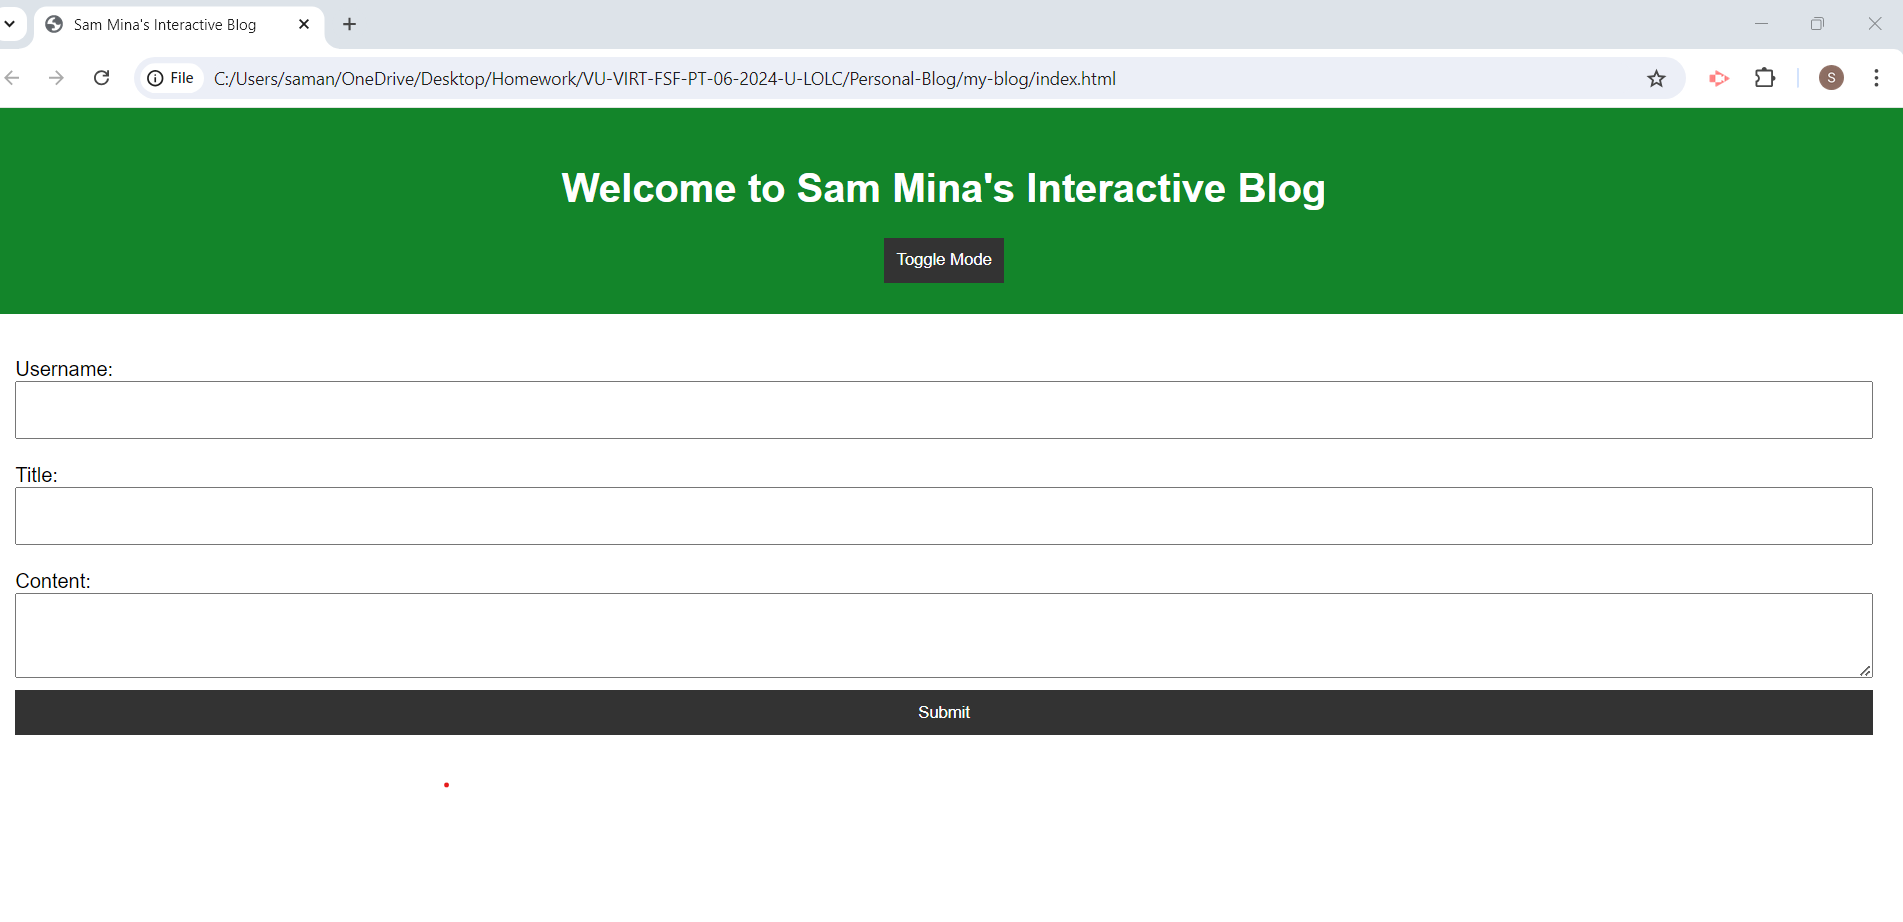 Sam Mina's Interactive Blog
File
C:/Users/saman/OneDrive/Desktop/Homework/VU-VIRT-FSF-PT-06-2024-U-LOLC/Personal-Blog/my-blog/index.html
S
Welcome to Sam Mina's Interactive Blog
Toggle Mode
Username:
Title:
Content:
Submit